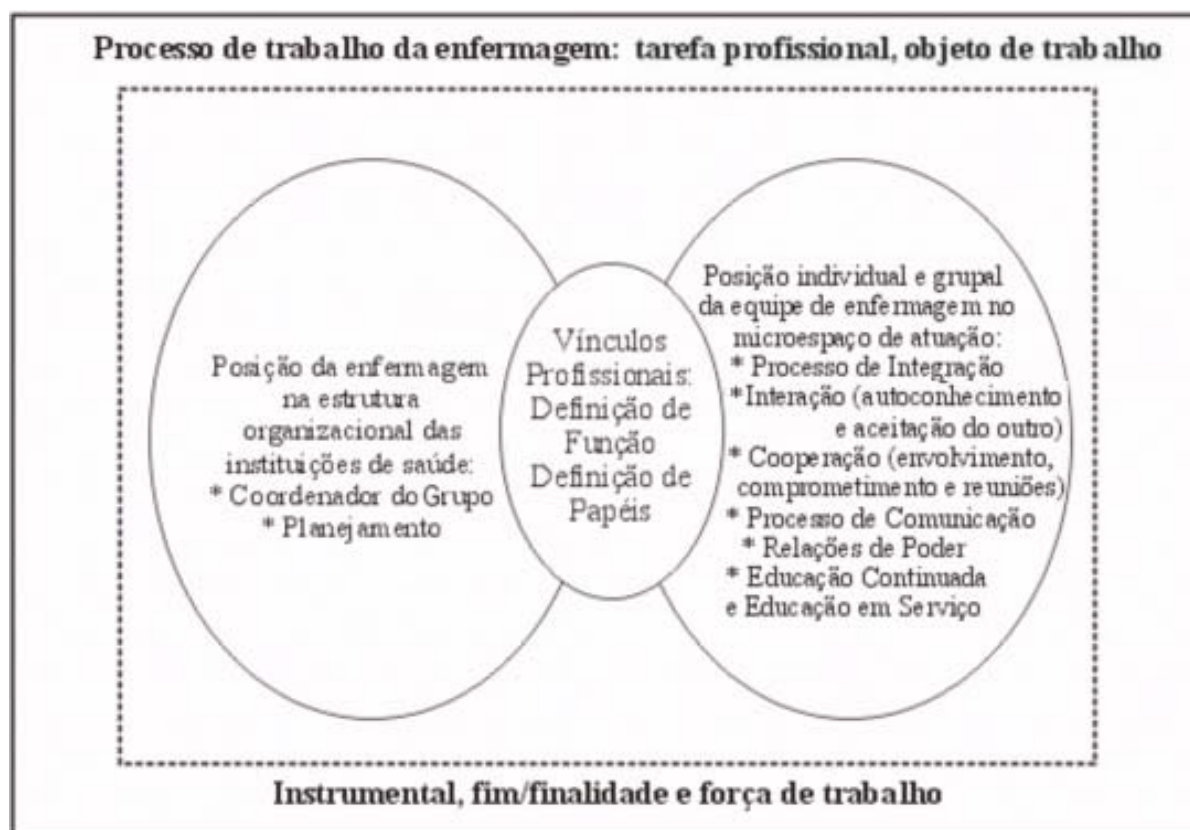 Processo de trabalho da enfermagem: tarefa profissional, objeto de trabalho
Posição da enfermagem
na estrutura
organizacional das
instituições de saúde:
* Coordenador do Grupo
* Planejamento
Vínculos
Profissionais:
Definição de
Função
Definição de
Papéis
Posição individual e grupal
da equipe de enfermagem no
microespaço de atuação:
* Processo de Integração
*Interação (autoconhecimento
e aceitação do outro)
* Cooperação (envolvimento,
comprometimento e reuniões)
* Processo de Comunicação
* Relações de Poder
* Educação Continuada
e Educação em Serviço
Instrumental, fim/finalidade e força de trabalho